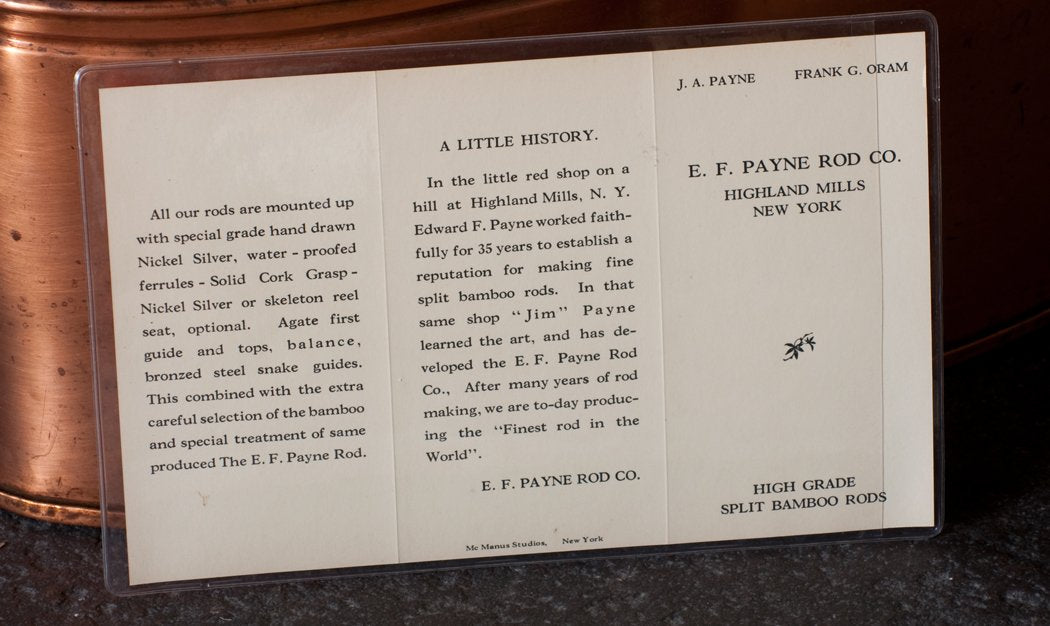 All our rods are mounted up
with special grade hand drawn
Nickel Silver, water - proofed
ferrules - Solid Cork Grasp -
Nickel Silver or skeleton reel
seat, optional. Agate first
guide and tops, balance,
bronzed steel snake guides.
This combined with the extra
careful selection of the bamboo
and special treatment of same
produced The E. F. Payne Rod.
A LITTLE HISTORY.
In the little red shop on a
hill at Highland Mills, N. Y.
Edward F. Payne worked faith-
fully for 35 years to establish a
reputation for making fine
split bamboo rods. In that
same shop "Jim" Payne
learned the art, and has de-
veloped the E. F. Payne Rod
Co., After many years of rod
making, we are to-day produc-
ing the "Finest rod in the
World".
E. F. PAYNE ROD CO.
Mc Manus Studios, New York
J. A. PAYNE FRANK G. ORAM
E. F. PAYNE ROD CO.
HIGHLAND MILLS
NEW YORK
HIGH GRADE
SPLIT BAMBOO RODS